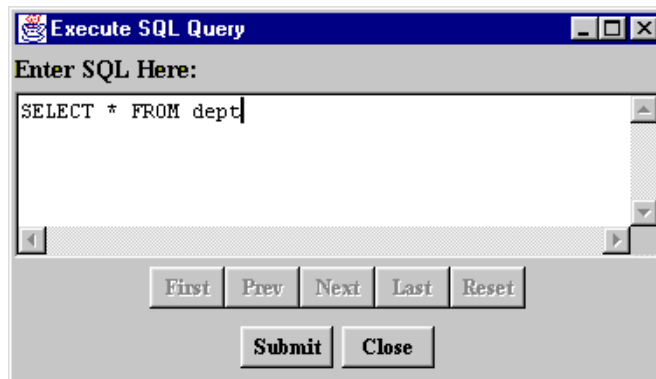 Execute SQL Query
Enter SQL Here:
SELECT * FROM dept
First Prev Next Last Reset
Submit Close